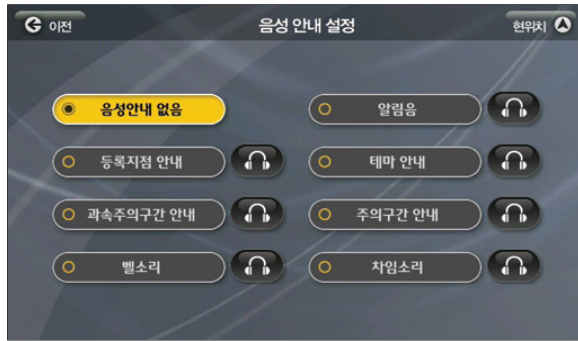 이전
음성 안내 설정
현위치
음성안내 없음
알림음
등록지점 안내
테마 안내
과속주의구간 안내
주의구간 안내
벨소리
차임소리